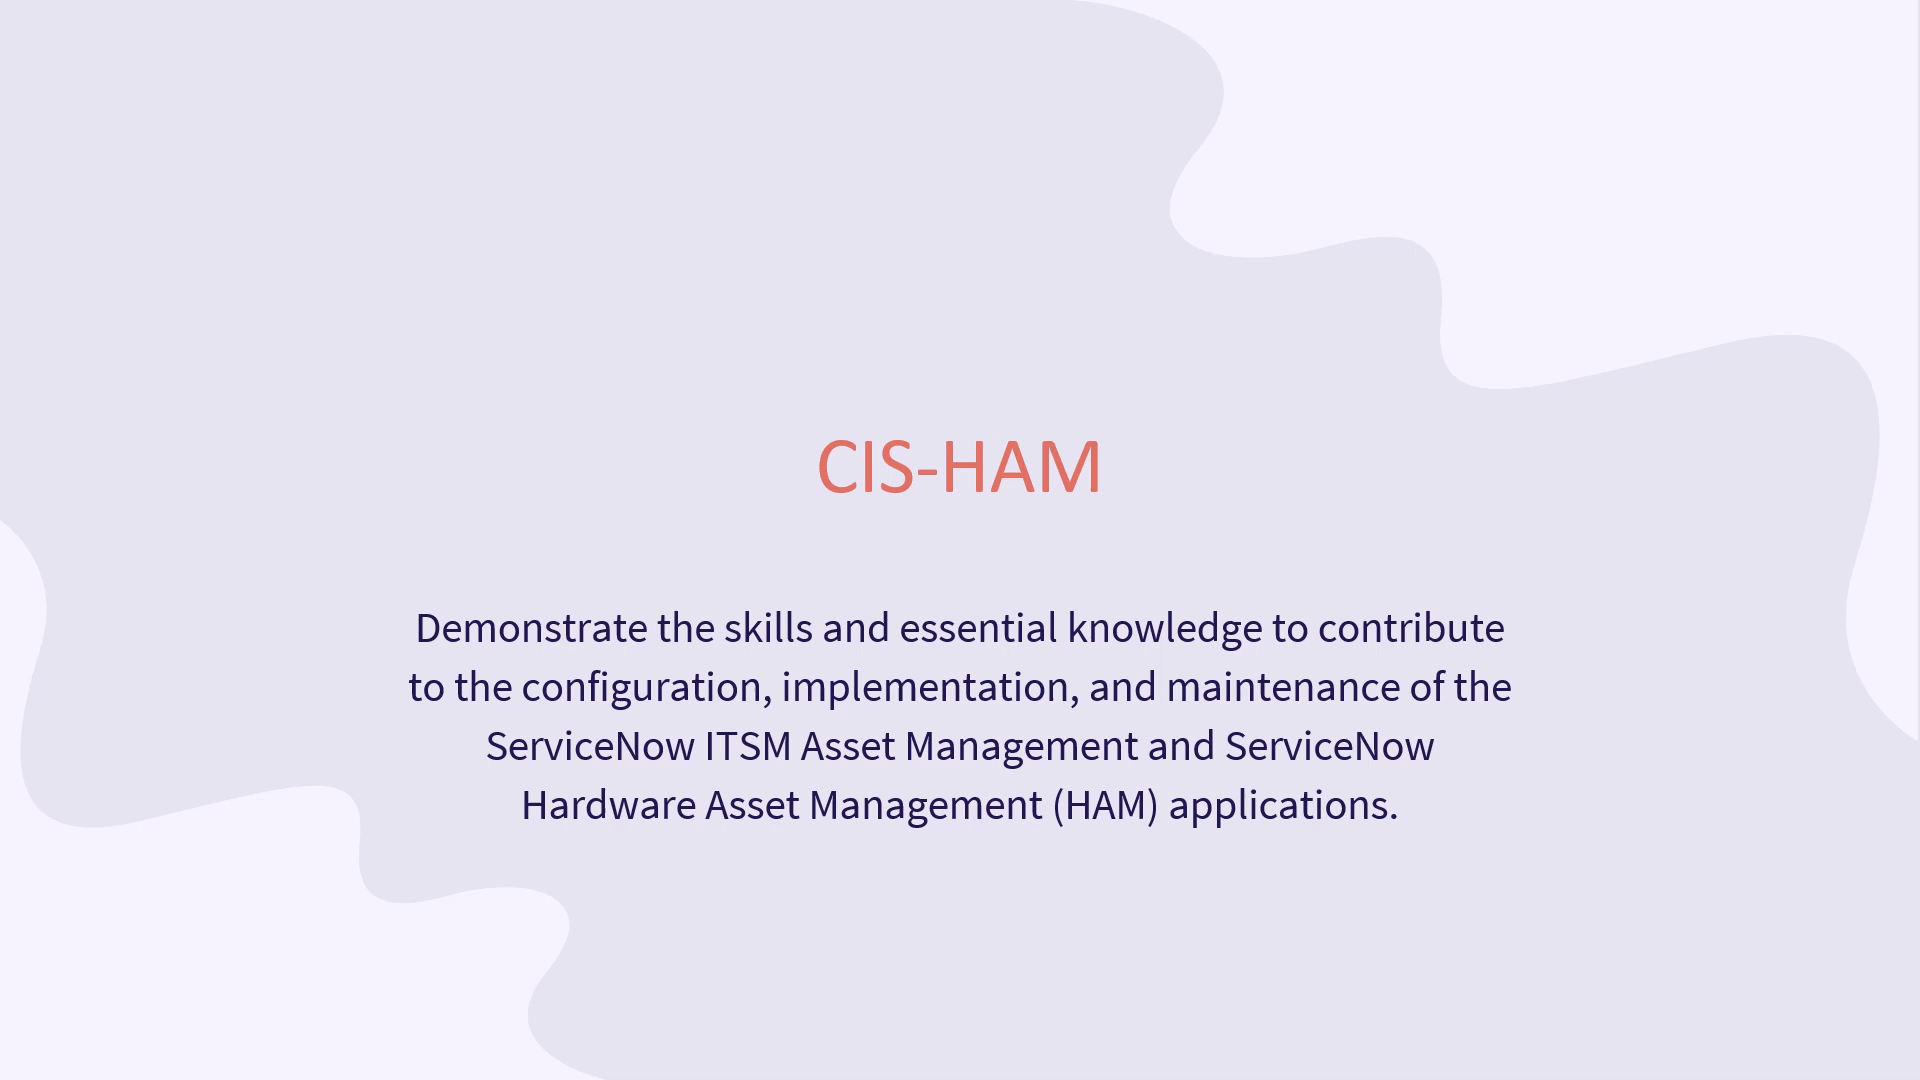 CIS-HAM
Demonstrate the skills and essential knowledge to contribute
to the configuration, implementation, and maintenance of the
ServiceNow ITSM Asset Management and ServiceNow
Hardware Asset Management (HAM) applications.